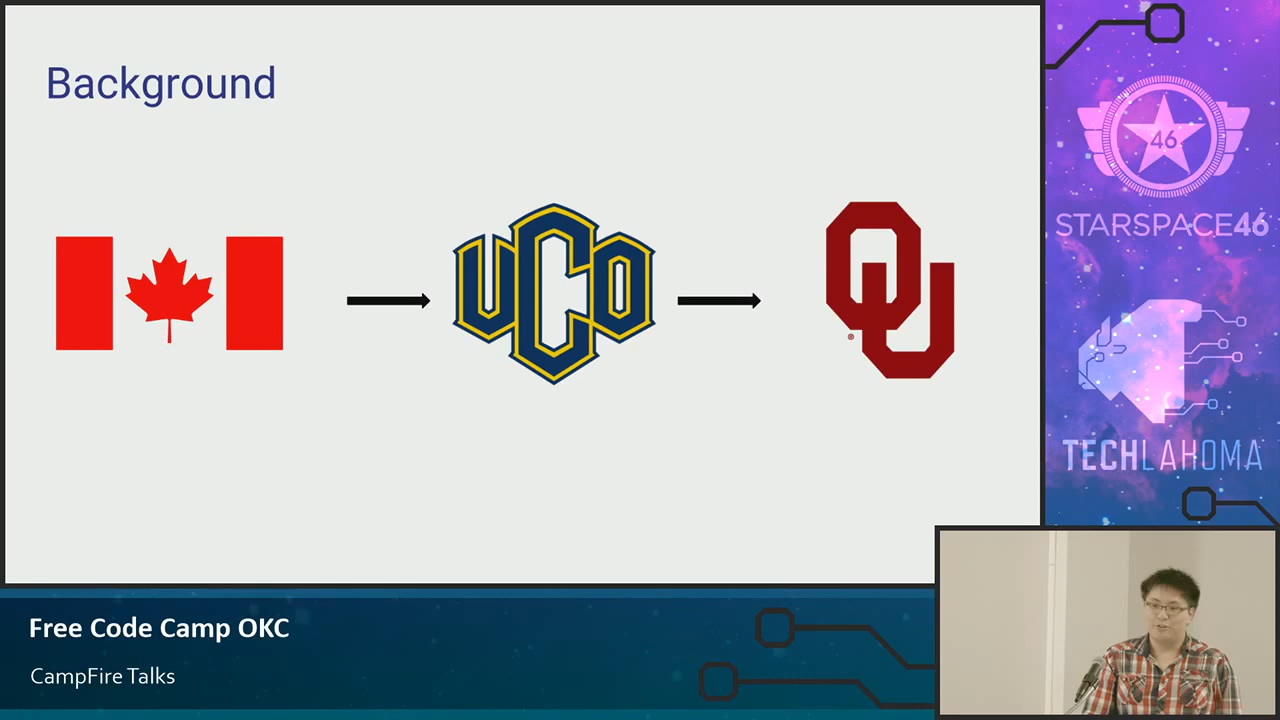 Background
UCO
OU
®
46
STARSPACE46
TECHLAHOMA
Free Code Camp OKC
CampFire Talks